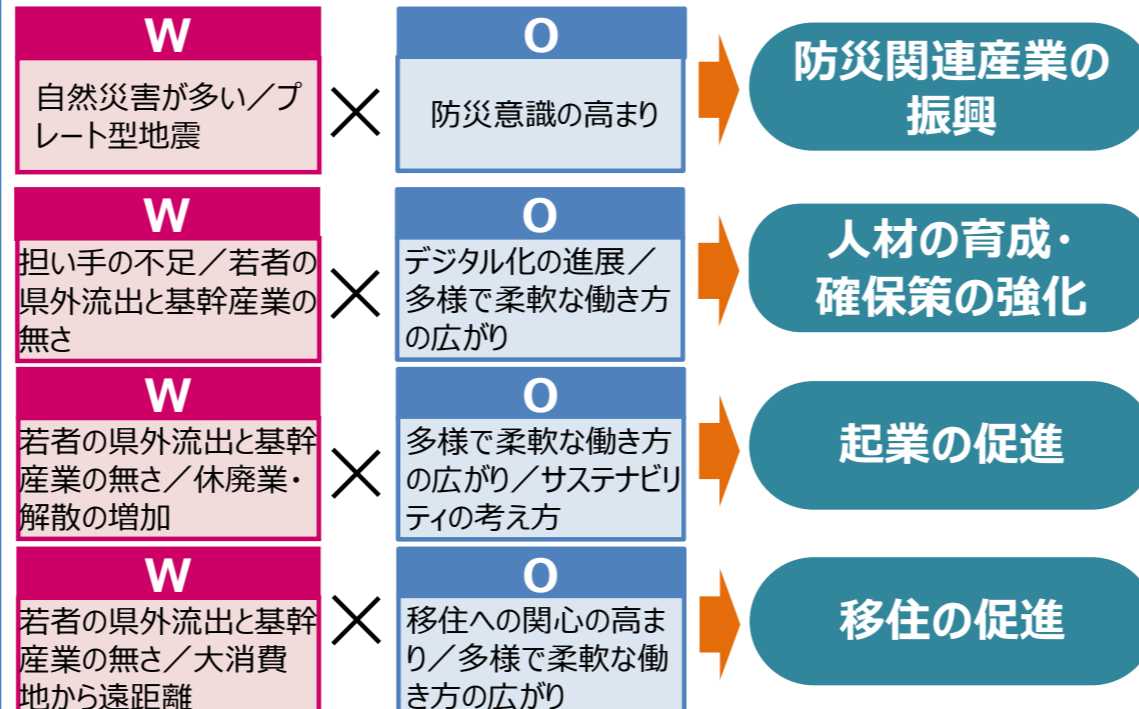 W
自然災害が多い／プ
レート型地震
×
O
防災意識の高まり
防災関連産業の
振興
W
担い手の不足／若者の
県外流出と基幹産業の
無さ
×
O
デジタル化の進展／
多様で柔軟な働き方
の広がり
人材の育成・
確保策の強化
W
若者の県外流出と基幹
産業の無さ／休廃業・
解散の増加
×
O
多様で柔軟な働き方
の広がり／サステナビリ
ティの考え方
起業の促進
W
若者の県外流出と基幹
産業の無さ／大消費
地から遠距離
×
O
移住への関心の高ま
り／多様で柔軟な働
き方の広がり
移住の促進